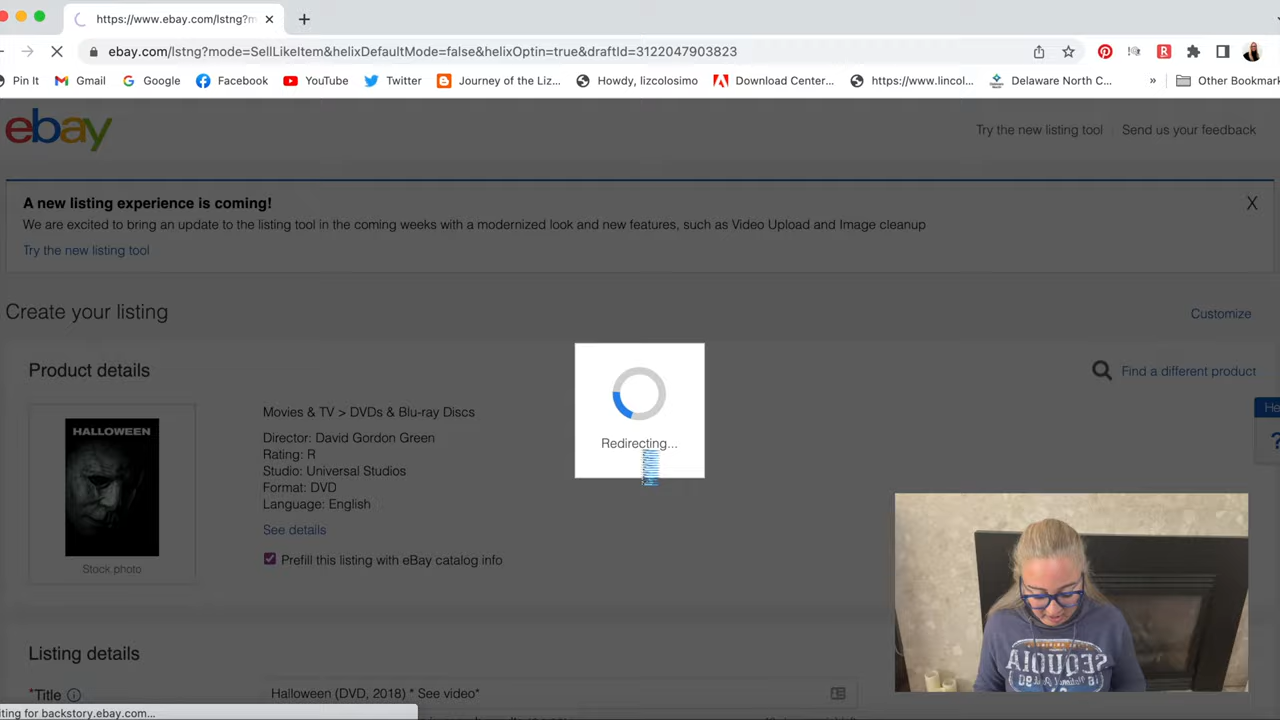 https://www.ebay.com/lstng?m
ebay.com/lstng?mode=SellLikeItem&helixDefaultMode=false&helixOptin=true&draftId=3122047903823
Pin It Gmail Google Facebook YouTube Twitter Journey of the Liz... Howdy, lizcolosimo Download Center... https://www.lincol... Delaware North C... » Other Bookmar
ebay Try the new listing tool Send us your feedback
A new listing experience is coming! X
We are excited to bring an update to the listing tool in the coming weeks with a modernized look and new features, such as Video Upload and Image cleanup
Try the new listing tool
Create your listing Customize
Product details Find a different product
Movies & TV > DVDs & Blu-ray Discs
He
HALLOWEEN
Director: David Gordon Green
Rating: R
Studio: Universal Studios
Format: DVD
Language: English
See details
Prefill this listing with eBay catalog info
Stock photo
Redirecting...
SEQUOIA
Listing details
*Title Halloween (DVD, 2018) * See video*
iting for backstory.ebay.com...